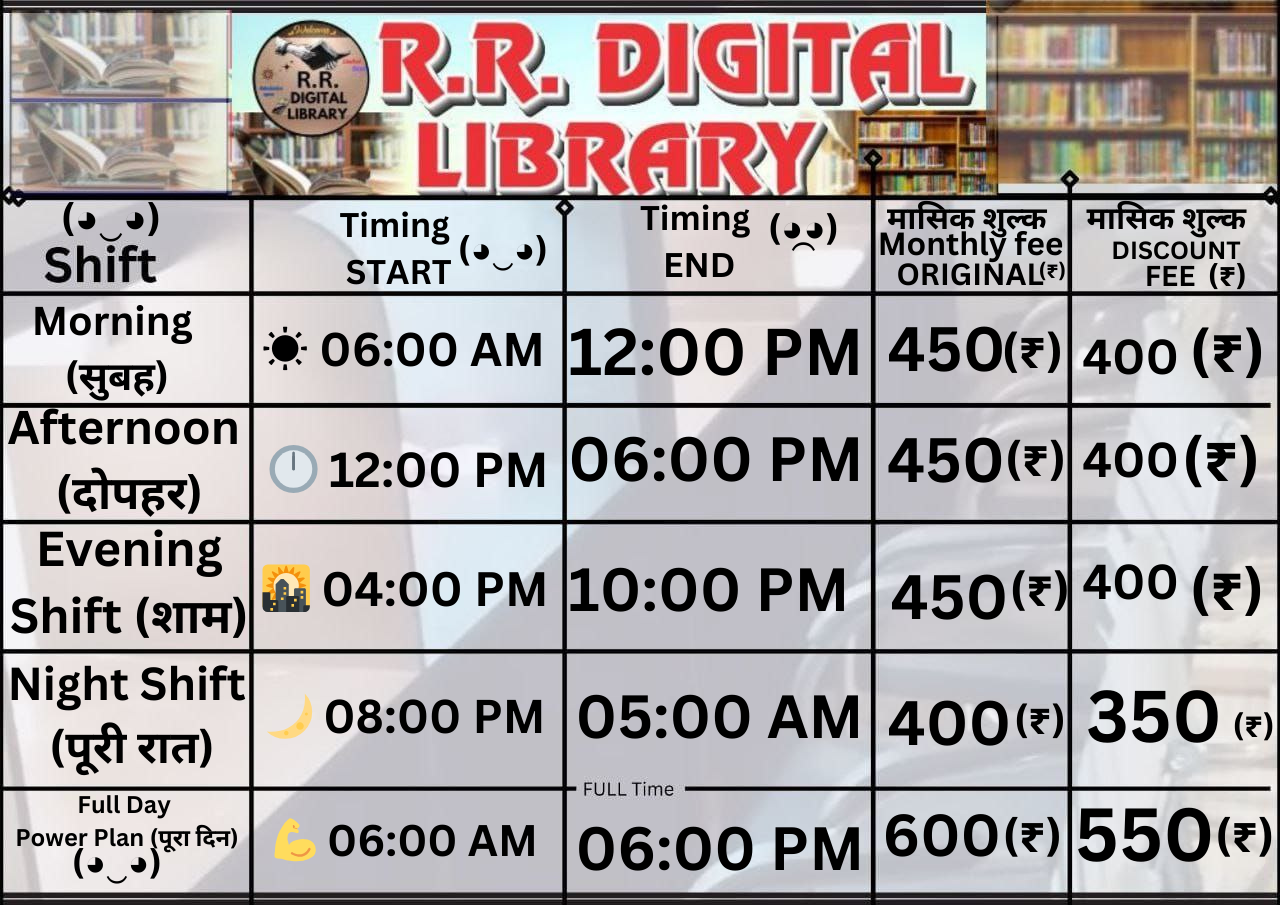 Welcome
R.R.
DIGITAL
LIBRARY
R.R. DIGITAL
LIBRARY
(◕‿◕)
Shift
Timing
START (◕‿◕)
Timing
END
मासिक शुल्क
Monthly fee
ORIGINAL(₹)
मासिक शुल्क
DISCOUNT
FEE (₹)
Morning
(सुबह)
06:00 AM
12:00 PM
450(₹)
400 (₹)
Afternoon
(दोपहर)
12:00 PM
06:00 PM
450(₹)
400(₹)
Evening
Shift (शाम)
04:00 PM
10:00 PM
450(₹)
400 (₹)
Night Shift
(पूरी रात)
08:00 PM
05:00 AM
400(₹)
350 (₹)
Full Day
Power Plan (पूरा दिन)
(◕‿◕)
06:00 AM
FULL Time
06:00 PM
600(₹)
550(₹)